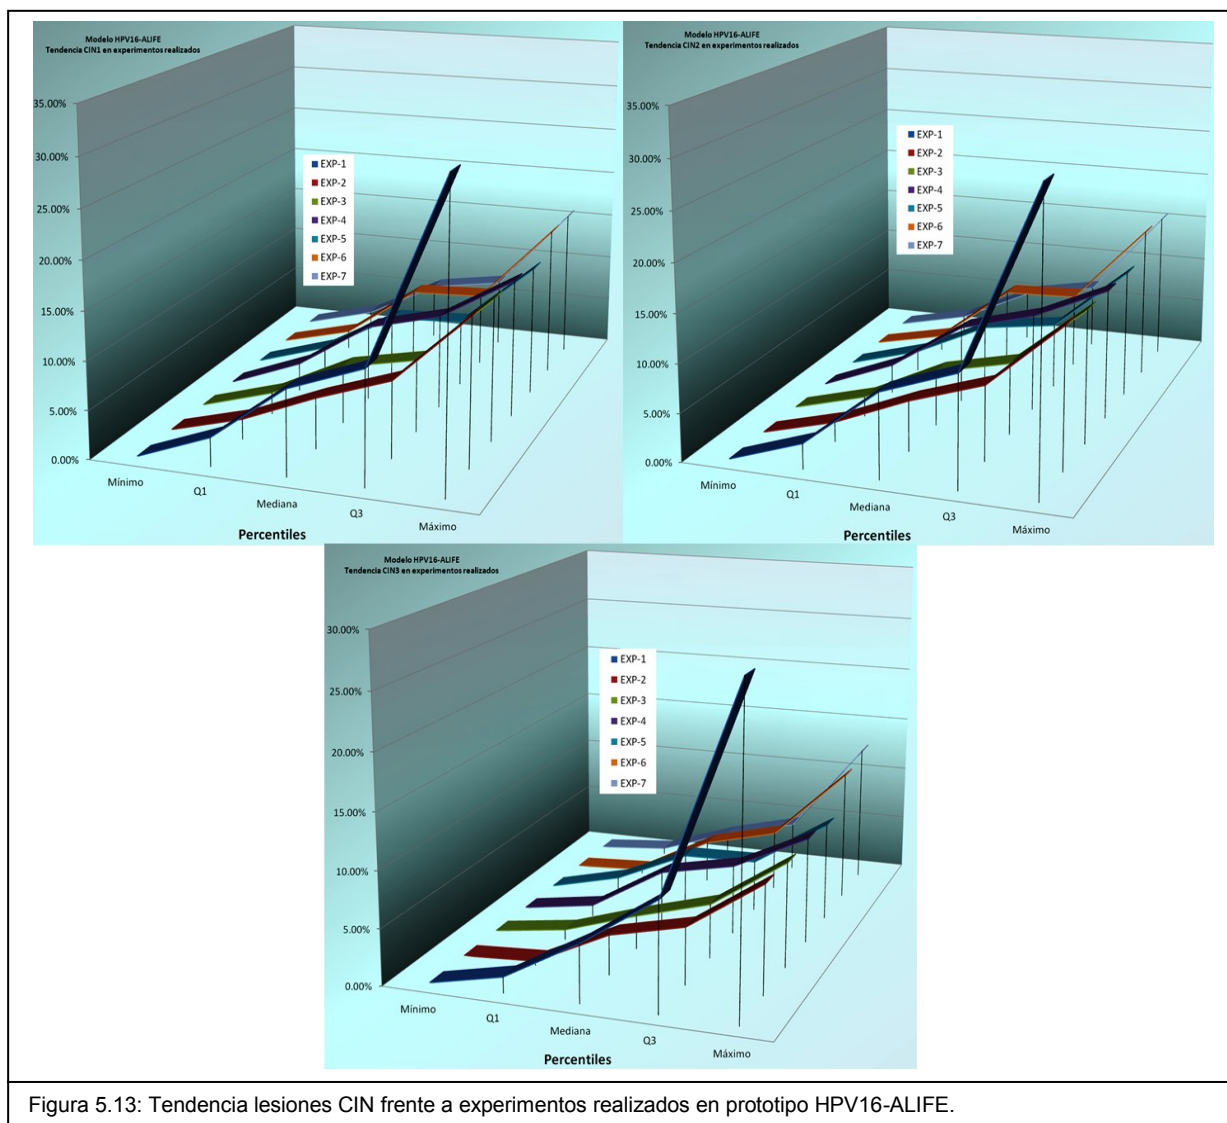 Modelo HPV16-ALIFE
Tendencia CIN1 en experimentos realizados
35.00%
30.00%
25.00%
20.00%
15.00%
10.00%
5.00%
0.00%
EXP-1
EXP-2
EXP-3
EXP-4
EXP-5
EXP-6
EXP-7
Mínimo
Q1
Mediana
Q3
Máximo
Percentiles
Modelo HPV16-ALIFE
Tendencia CIN2 en experimentos realizados
35.00%
30.00%
25.00%
20.00%
15.00%
10.00%
5.00%
0.00%
EXP-1
EXP-2
EXP-3
EXP-4
EXP-5
EXP-6
EXP-7
Mínimo
Q1
Mediana
Q3
Máximo
Percentiles
Modelo HPV16-ALIFE
Tendencia CIN3 en experimentos realizados
30.00%
25.00%
20.00%
15.00%
10.00%
5.00%
0.00%
EXP-1
EXP-2
EXP-3
EXP-4
EXP-5
EXP-6
EXP-7
Mínimo
Q1
Mediana
Q3
Máximo
Percentiles
Figura 5.13: Tendencia lesiones CIN frente a experimentos realizados en prototipo HPV16-ALIFE.